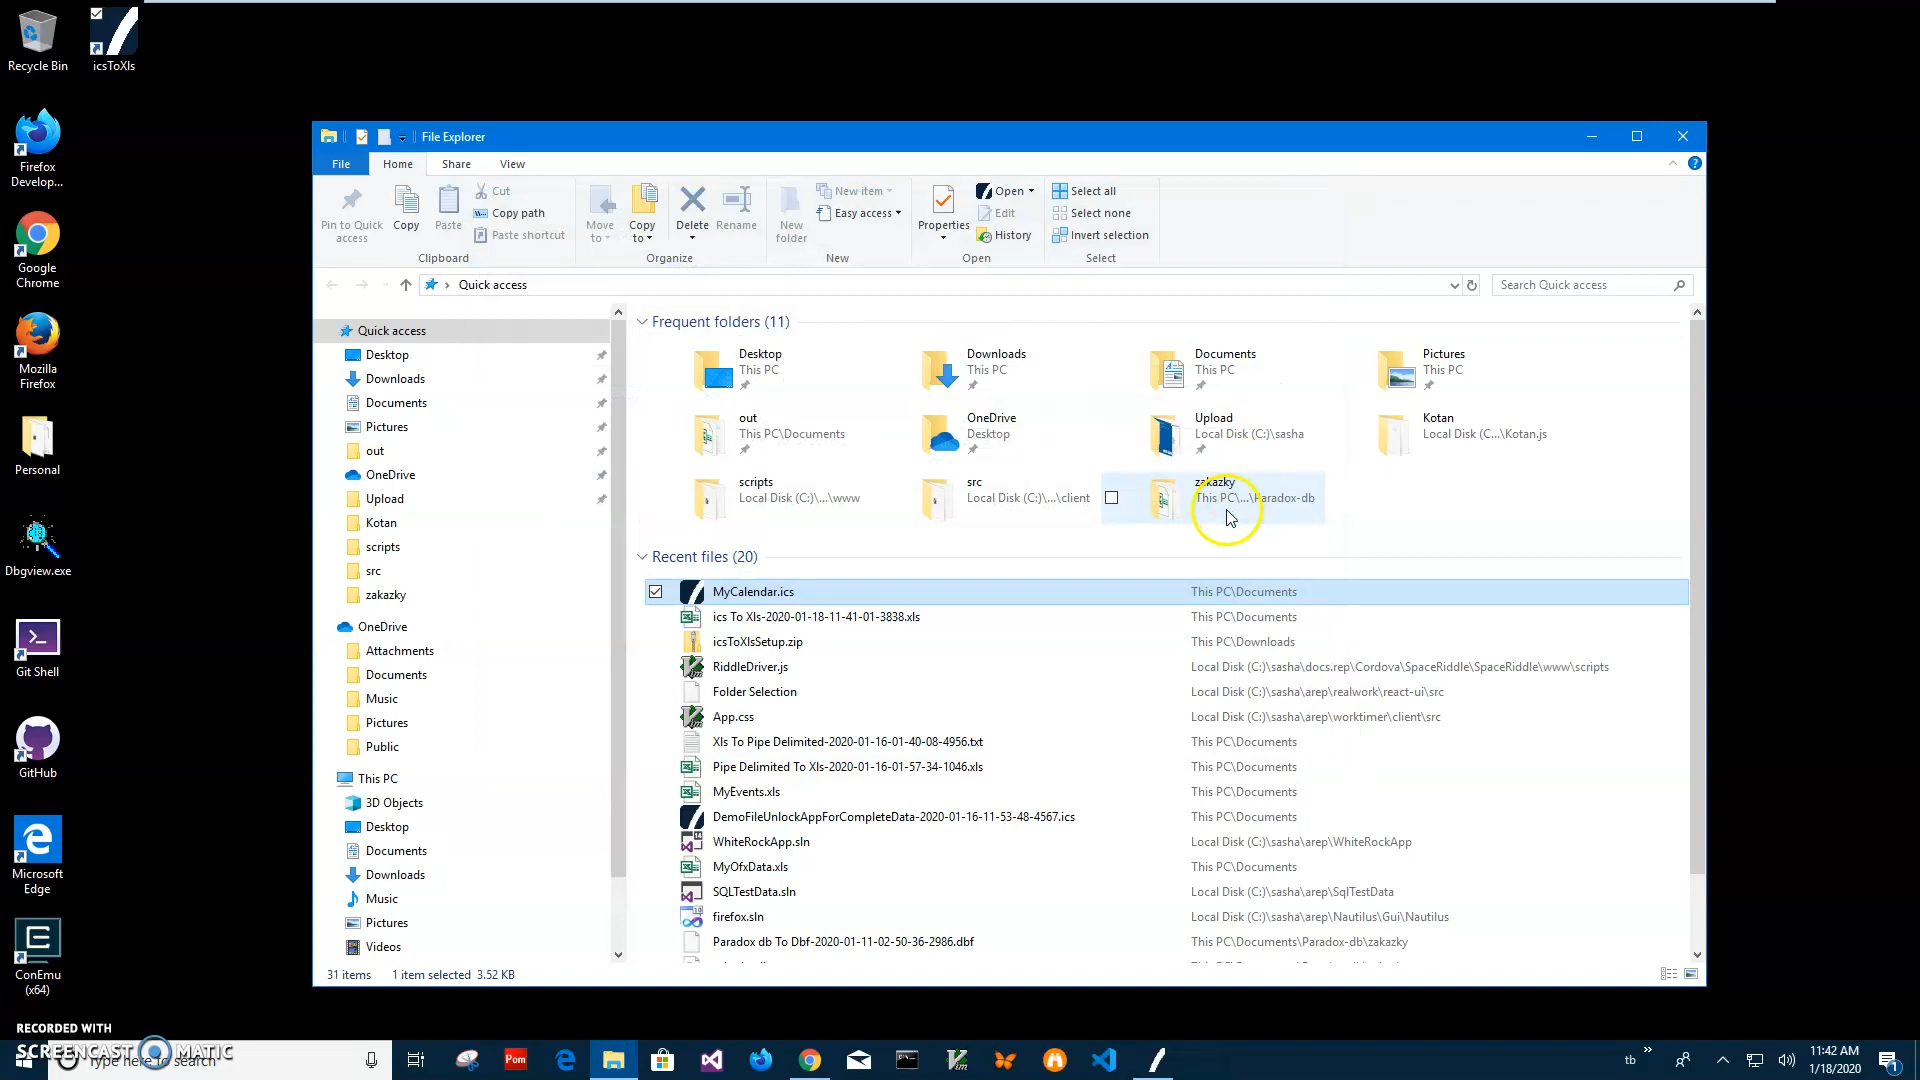 Recycle Bin
icsToXls
Firefox
Develop...
Google
Chrome
Mozilla
Firefox
Personal
Dbgview.exe
Git Shell
GitHub
Microsoft
Edge
ConEmu
(x64)
File Explorer
File
Home
Share
View
Pin to Quick
access
Copy
Paste
Cut
Copy path
Paste shortcut
Clipboard
Move
to
Copy
to
Delete
Rename
Organize
New
folder
New item
Easy access
New
Properties
Open
Edit
History
Open
Select all
Select none
Invert selection
Select
Quick access
Search Quick access
Quick access
Desktop
Downloads
Documents
Pictures
out
OneDrive
Upload
Kotan
scripts
src
zakazky
OneDrive
Attachments
Documents
Music
Pictures
Public
This PC
3D Objects
Desktop
Documents
Downloads
Music
Pictures
Videos
Frequent folders (11)
Desktop
This PC
Downloads
This PC
Documents
This PC
Pictures
This PC
out
This PC\Documents
OneDrive
Desktop
Upload
Local Disk (C:)\sasha
Kotan
Local Disk (C...\Kotan.js
scripts
Local Disk (C:)\...\www
src
Local Disk (C:)\...\client
zakazky
This PC\...\Paradox-db
Recent files (20)
MyCalendar.ics This PC\Documents
ics To Xls-2020-01-18-11-41-01-3838.xls This PC\Documents
icsToXlsSetup.zip This PC\Downloads
RiddleDriver.js Local Disk (C:)\sasha\docs.rep\Cordova\SpaceRiddle\SpaceRiddle\www\scripts
Folder Selection Local Disk (C:)\sasha\arep\realwork\react-ui\src
App.css Local Disk (C:)\sasha\arep\worktimer\client\src
Xls To Pipe Delimited-2020-01-16-01-40-08-4956.txt This PC\Documents
Pipe Delimited To Xls-2020-01-16-01-57-34-1046.xls This PC\Documents
MyEvents.xls This PC\Documents
DemoFileUnlockAppForCompleteData-2020-01-16-11-53-48-4567.ics This PC\Documents
WhiteRockApp.sln Local Disk (C:)\sasha\arep\WhiteRockApp
MyOfxData.xls This PC\Documents
SQLTestData.sln Local Disk (C:)\sasha\arep\SqlTestData
firefox.sln Local Disk (C:)\sasha\arep\Nautilus\Gui\Nautilus
Paradox db To Dbf-2020-01-11-02-50-36-2986.dbf This PC\Documents\Paradox-db\zakazky
31 items 1 item selected 3.52 KB
RECORDED WITH
SCREENCAST MATIC
Type here to search
Pom
tb
11:42 AM
1/18/2020
1